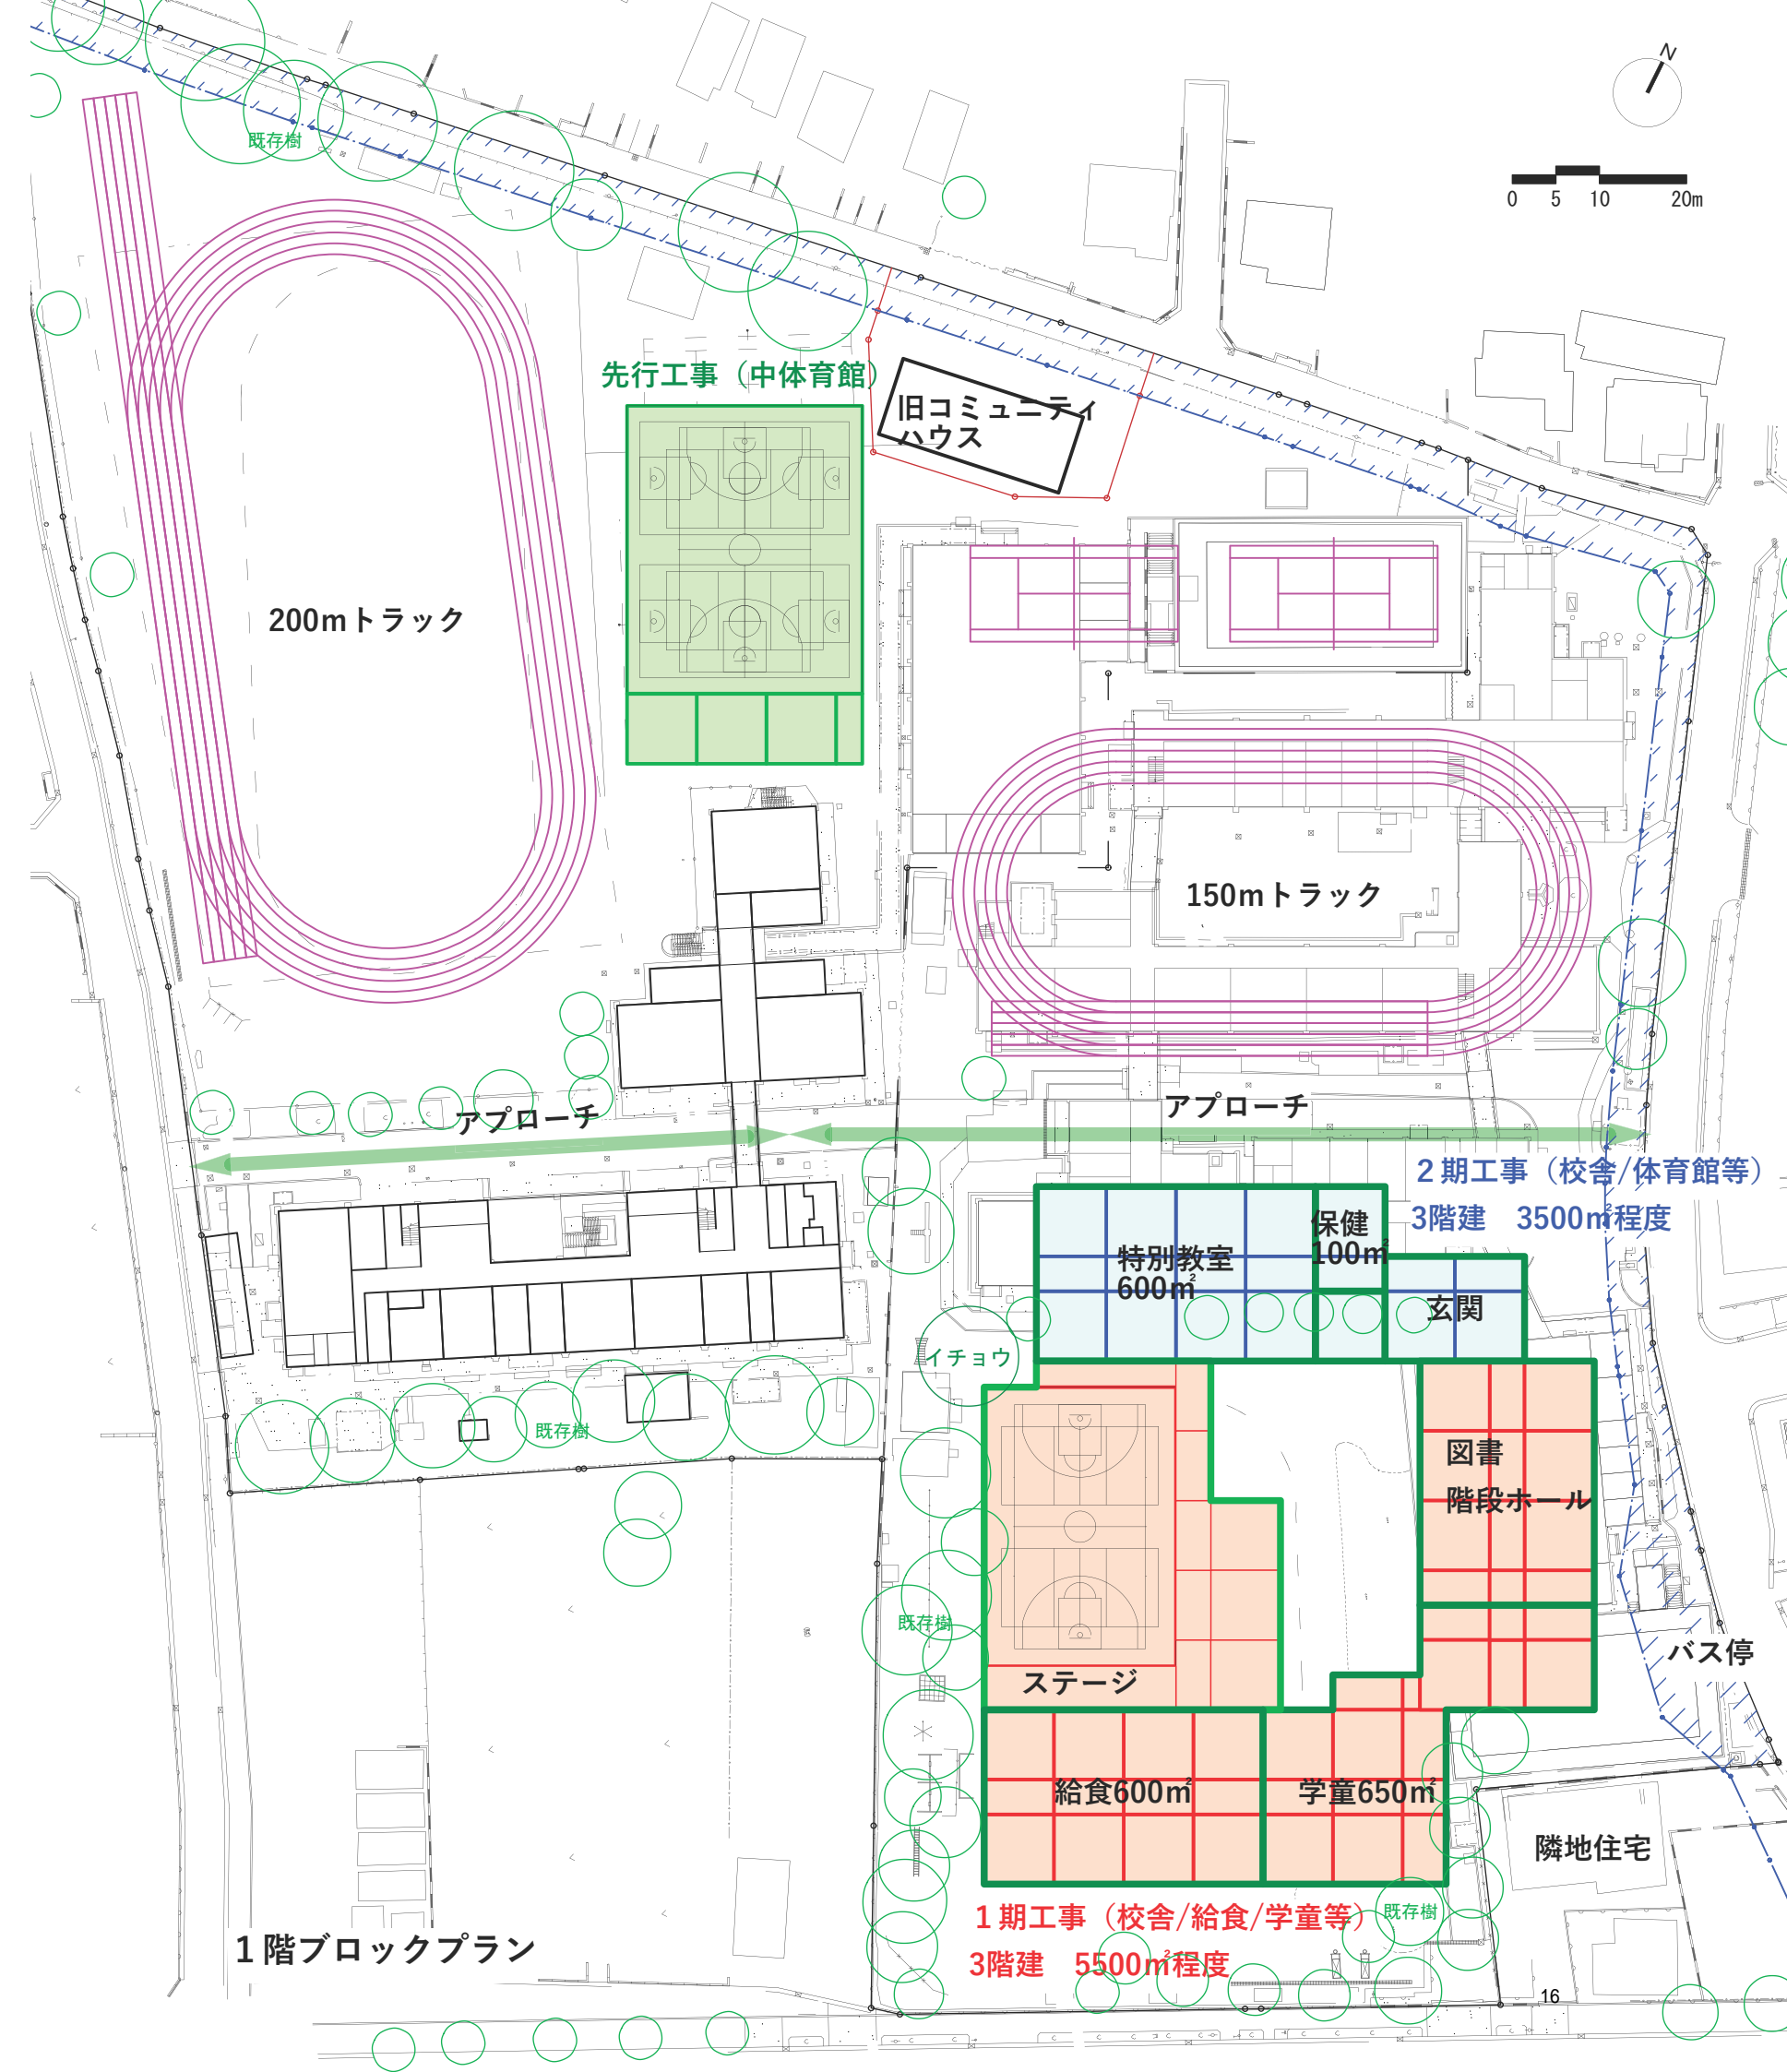 N
0 5 10 20m
既存樹
先行工事（中体育館）
旧コミュニティ
ハウス
200mトラック
150mトラック
アプローチ
アプローチ
２期工事（校舎/体育館等）
3階建　3500㎡程度
保健
100㎡
特別教室
600㎡
玄関
イチョウ
既存樹
図書
階段ホール
既存樹
バス停
ステージ
給食600㎡
学童650㎡
隣地住宅
既存樹
１期工事（校舎/給食/学童等）
3階建　5500㎡程度
１階ブロックプラン
16